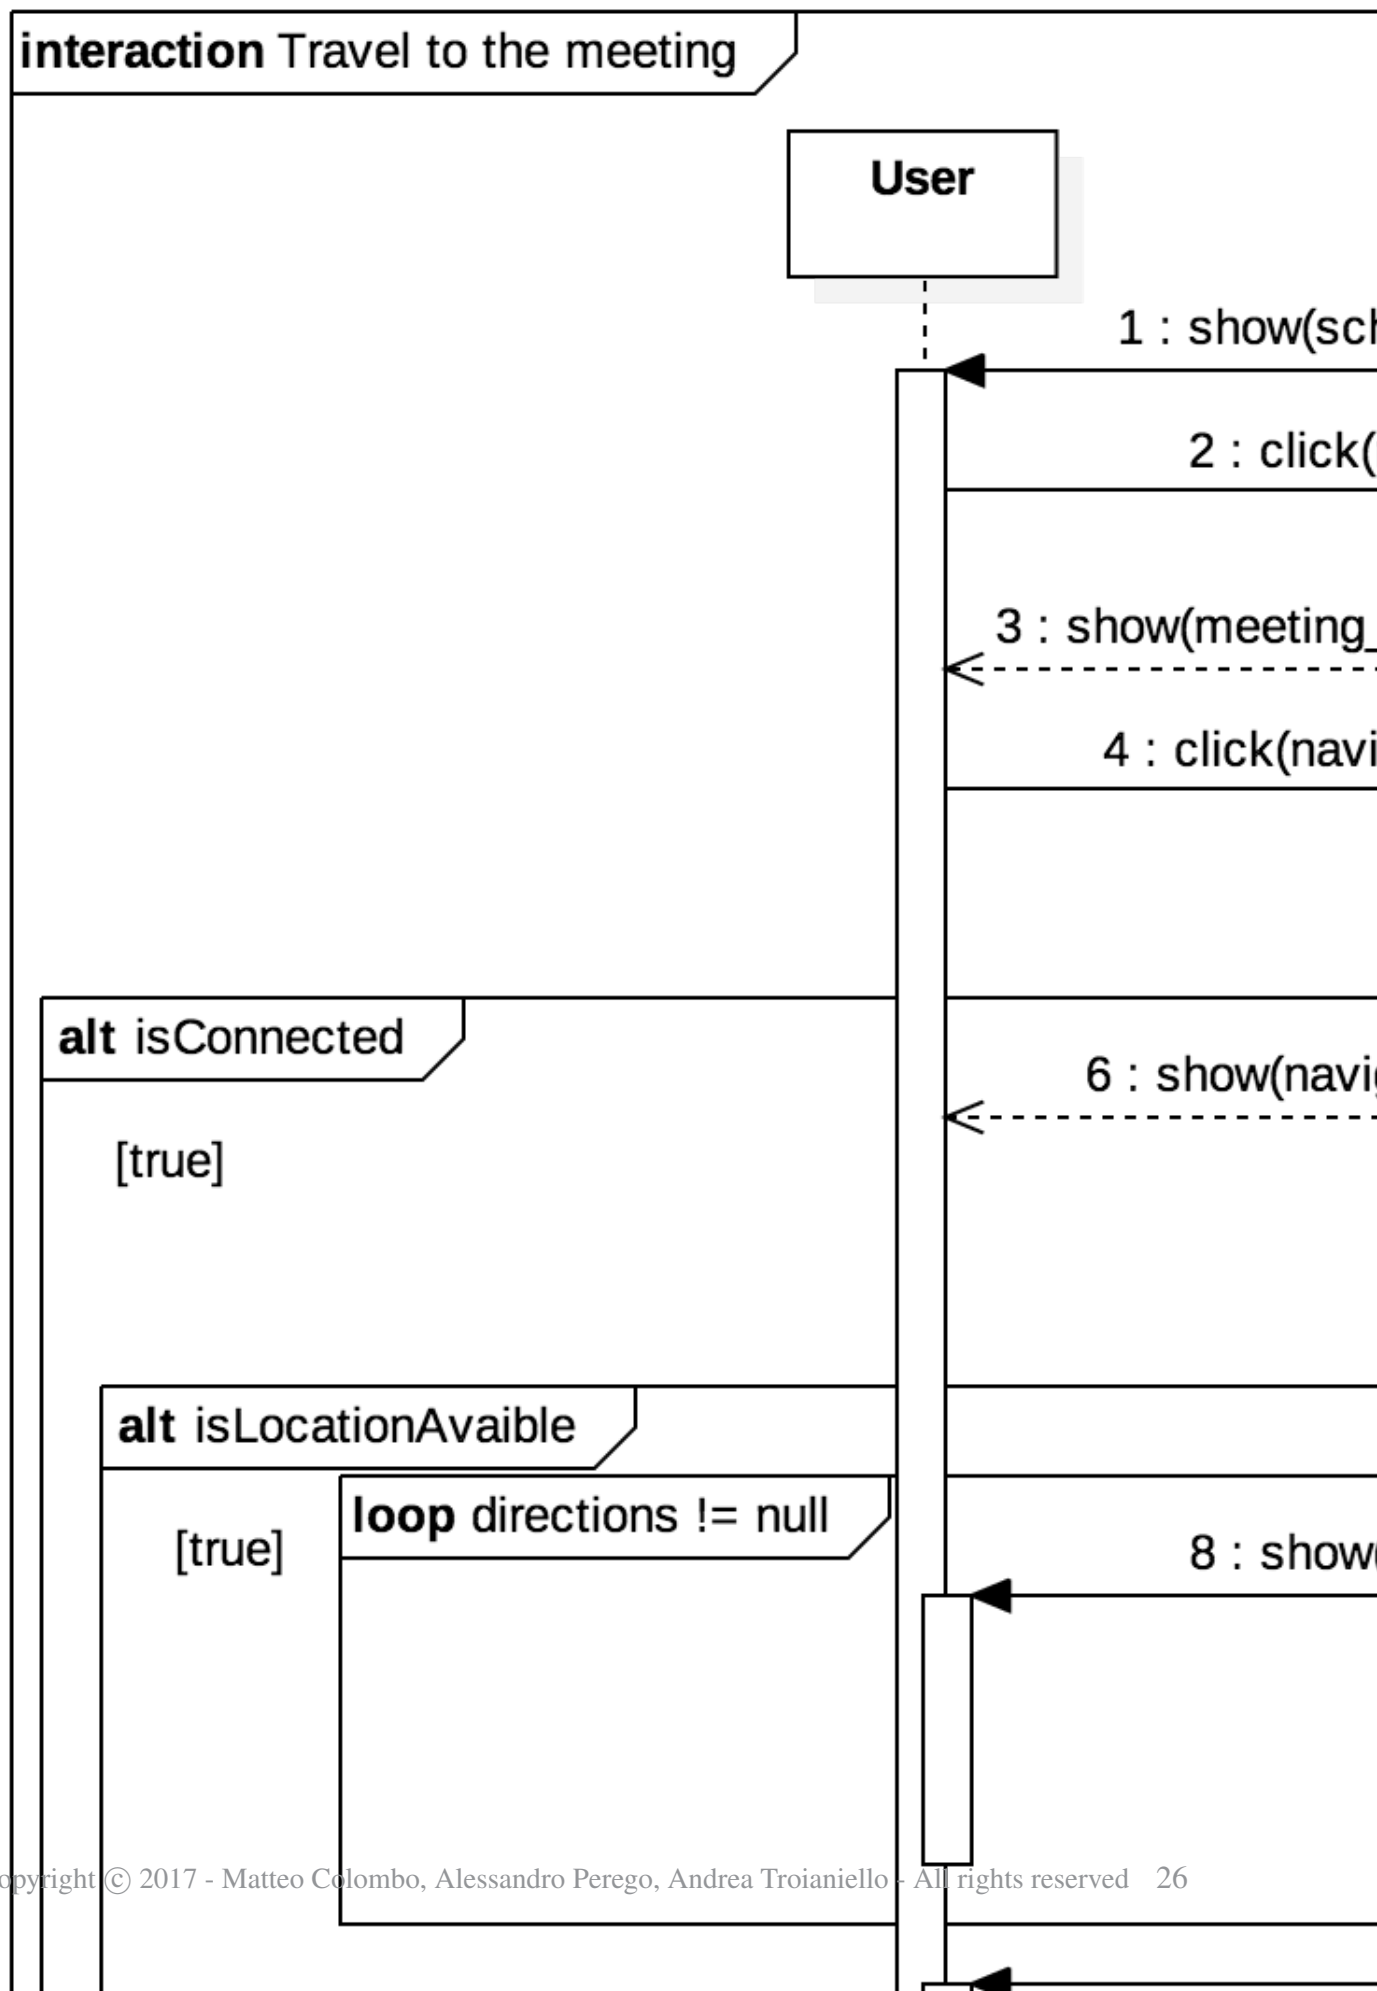 interaction Travel to the meeting
User
1 : show(sch
2 : click(
3 : show(meeting_
4 : click(navi
alt isConnected
6 : show(navig
[true]
alt isLocationAvaible
loop directions != null
[true]
8 : show(
opyright © 2017 - Matteo Colombo, Alessandro Perego, Andrea Troianiello - All rights reserved 26